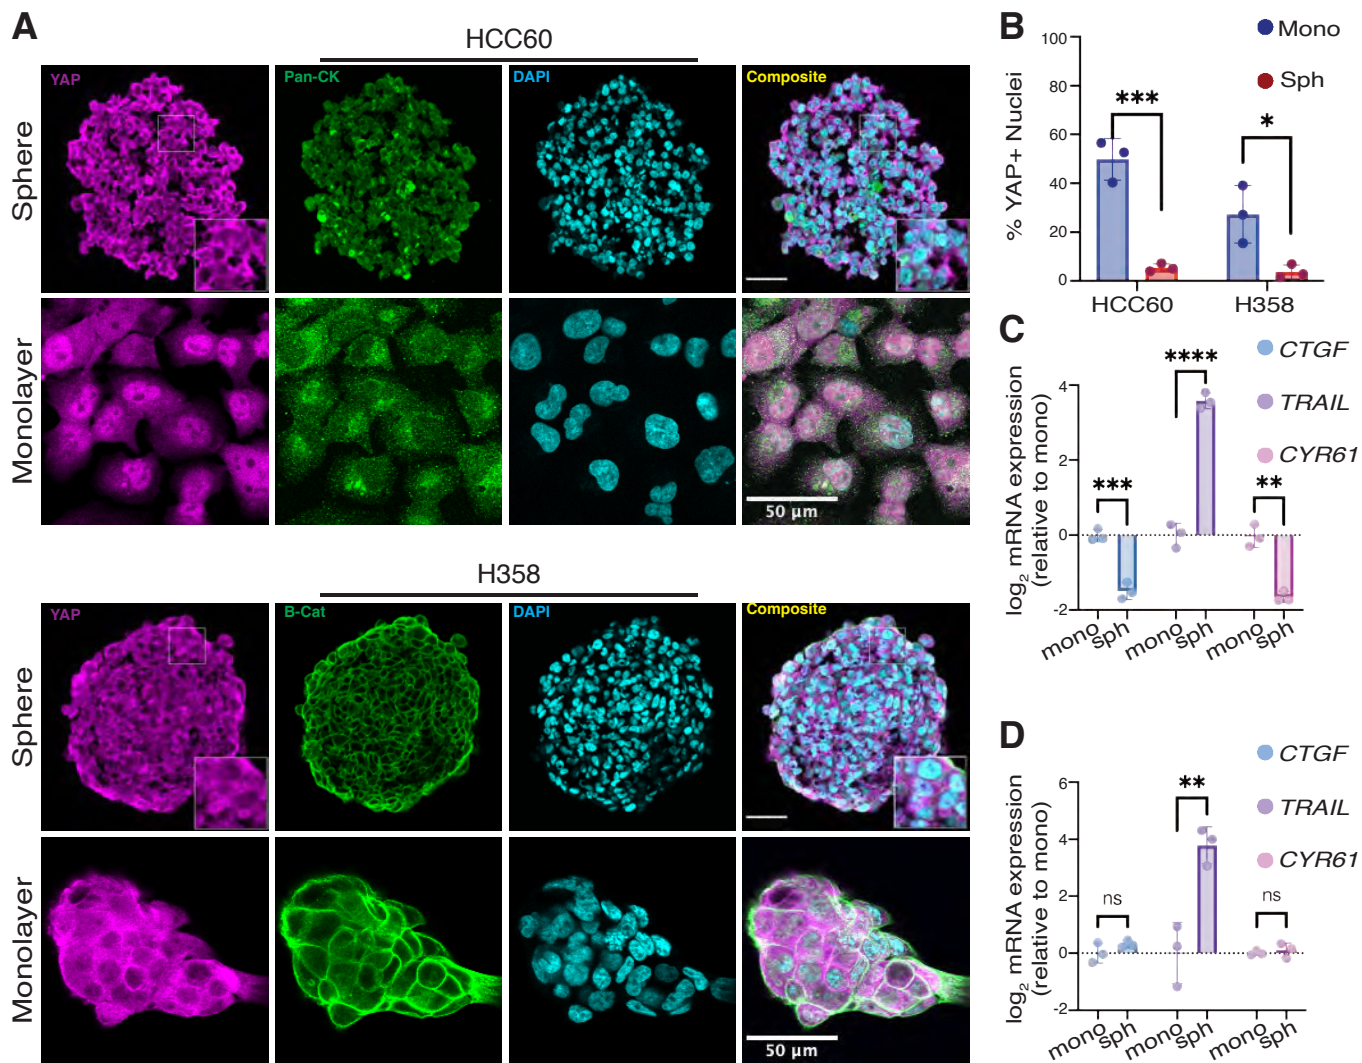 A
HCC60
Sphere
YAP
Pan-CK
DAPI
Composite
Monolayer
50 µm
H358
Sphere
YAP
B-Cat
DAPI
Composite
Monolayer
50 µm
B
Mono
Sph
% YAP+ Nuclei
100
80
60
40
20
0
***
*
HCC60
H358
C
CTGF
TRAIL
CYR61
log2 mRNA expression
(relative to mono)
4
2
0
-2
***
****
**
mono
sph
mono
sph
mono
sph
D
CTGF
TRAIL
CYR61
log2 mRNA expression
(relative to mono)
6
4
2
0
-2
ns
**
ns
mono
sph
mono
sph
mono
sph